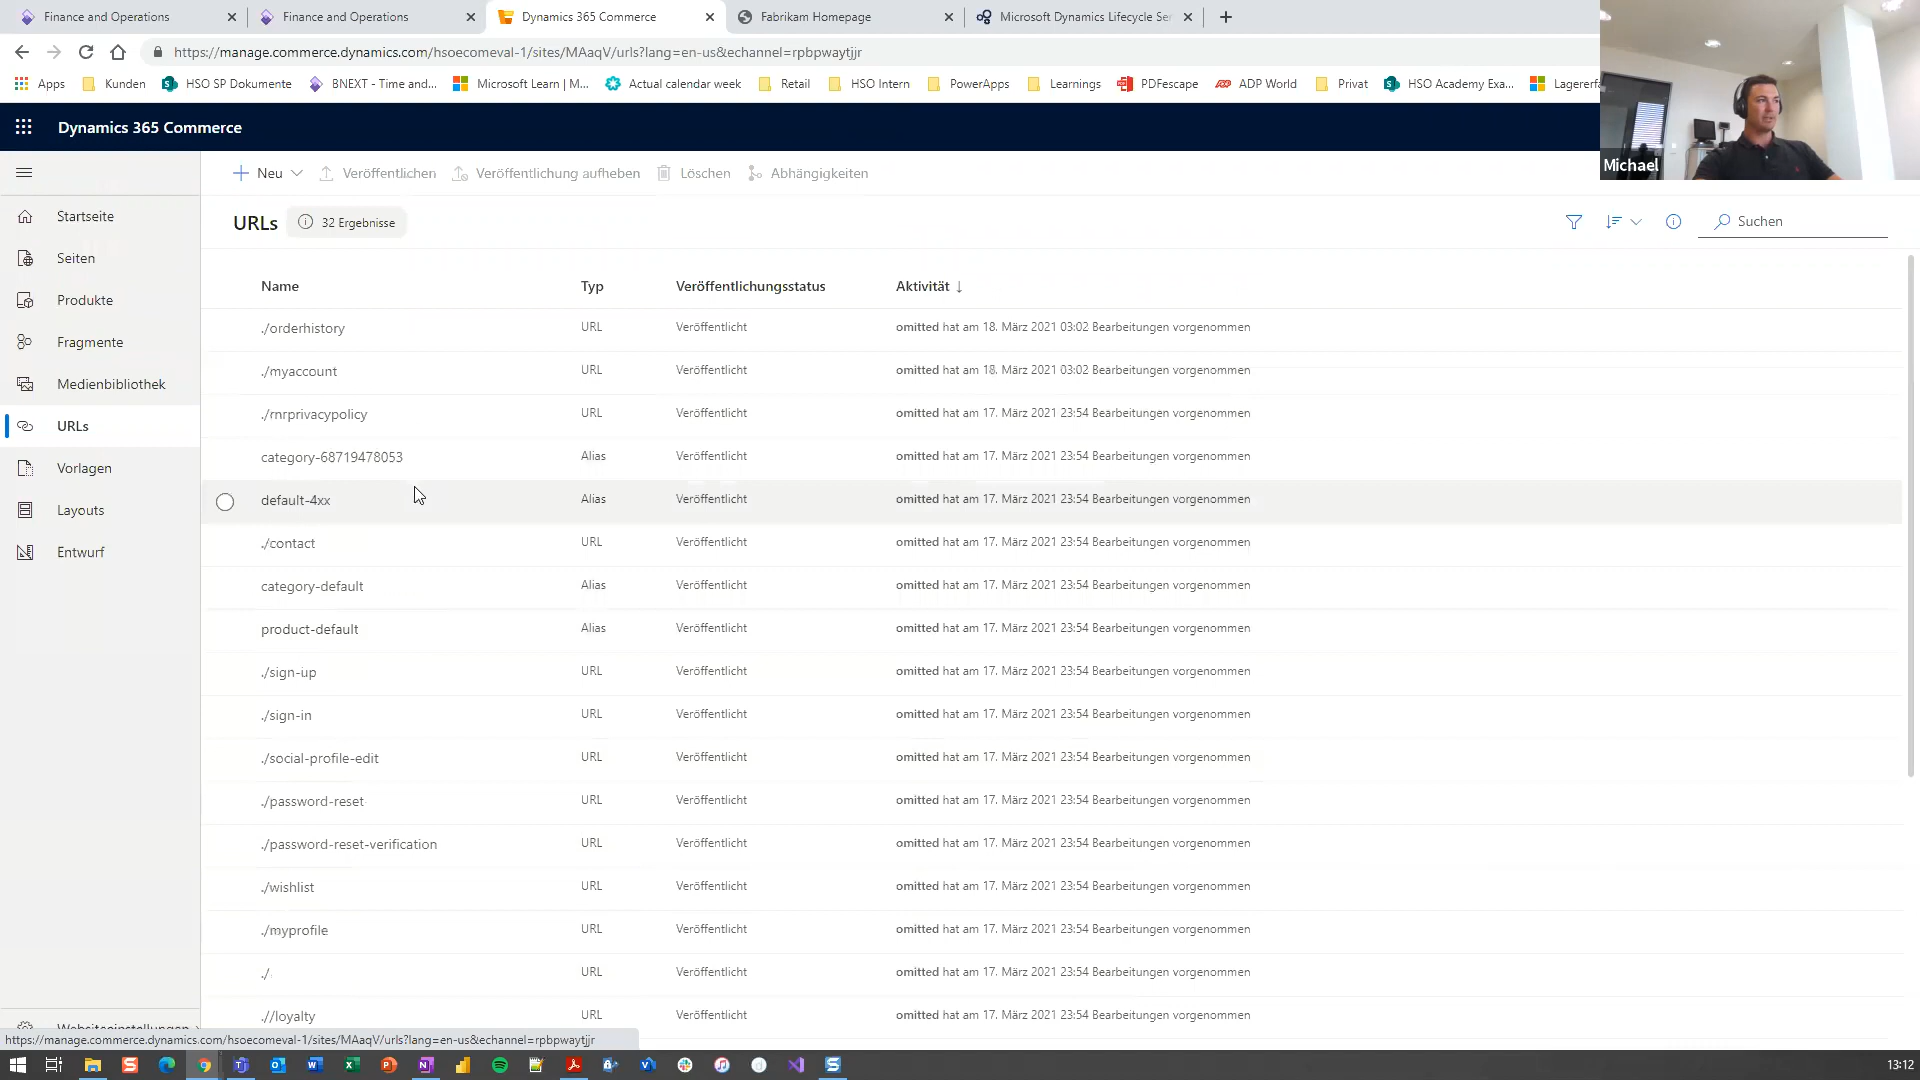 Finance and Operations
Finance and Operations
Dynamics 365 Commerce
Fabrikam Homepage
Microsoft Dynamics Lifecycle Ser
https://manage.commerce.dynamics.com/hsoecomeval-1/sites/MAaqV/urls?lang=en-us&echannel=rpbpwaytjjr
Apps
Kunden
HSO SP Dokumente
BNEXT - Time and...
Microsoft Learn | M...
Actual calendar week
Retail
HSO Intern
PowerApps
Learnings
PDFescape
ADP World
Privat
HSO Academy Exa...
Lagererfa
Michael
Dynamics 365 Commerce
Neu
Veröffentlichen
Veröffentlichung aufheben
Löschen
Abhängigkeiten
Startseite
Seiten
Produkte
Fragmente
Medienbibliothek
URLs
Vorlagen
Layouts
Entwurf
Websiteeinstellungen
URLs
32 Ergebnisse
Suchen
Name Typ Veröffentlichungsstatus Aktivität ↓
./orderhistory URL Veröffentlicht omitted hat am 18. März 2021 03:02 Bearbeitungen vorgenommen
./myaccount URL Veröffentlicht omitted hat am 18. März 2021 03:02 Bearbeitungen vorgenommen
./rnrprivacypolicy URL Veröffentlicht omitted hat am 17. März 2021 23:54 Bearbeitungen vorgenommen
category-68719478053 Alias Veröffentlicht omitted hat am 17. März 2021 23:54 Bearbeitungen vorgenommen
default-4xx Alias Veröffentlicht omitted hat am 17. März 2021 23:54 Bearbeitungen vorgenommen
./contact URL Veröffentlicht omitted hat am 17. März 2021 23:54 Bearbeitungen vorgenommen
category-default Alias Veröffentlicht omitted hat am 17. März 2021 23:54 Bearbeitungen vorgenommen
product-default Alias Veröffentlicht omitted hat am 17. März 2021 23:54 Bearbeitungen vorgenommen
./sign-up URL Veröffentlicht omitted hat am 17. März 2021 23:54 Bearbeitungen vorgenommen
./sign-in URL Veröffentlicht omitted hat am 17. März 2021 23:54 Bearbeitungen vorgenommen
./social-profile-edit URL Veröffentlicht omitted hat am 17. März 2021 23:54 Bearbeitungen vorgenommen
./password-reset URL Veröffentlicht omitted hat am 17. März 2021 23:54 Bearbeitungen vorgenommen
./password-reset-verification URL Veröffentlicht omitted hat am 17. März 2021 23:54 Bearbeitungen vorgenommen
./wishlist URL Veröffentlicht omitted hat am 17. März 2021 23:54 Bearbeitungen vorgenommen
./myprofile URL Veröffentlicht omitted hat am 17. März 2021 23:54 Bearbeitungen vorgenommen
./ URL Veröffentlicht omitted hat am 17. März 2021 23:54 Bearbeitungen vorgenommen
.//loyalty URL Veröffentlicht omitted hat am 17. März 2021 23:54 Bearbeitungen vorgenommen
https://manage.commerce.dynamics.com/hsoecomeval-1/sites/MAaqV/urls?lang=en-us&echannel=rpbpwaytjjr
13:12